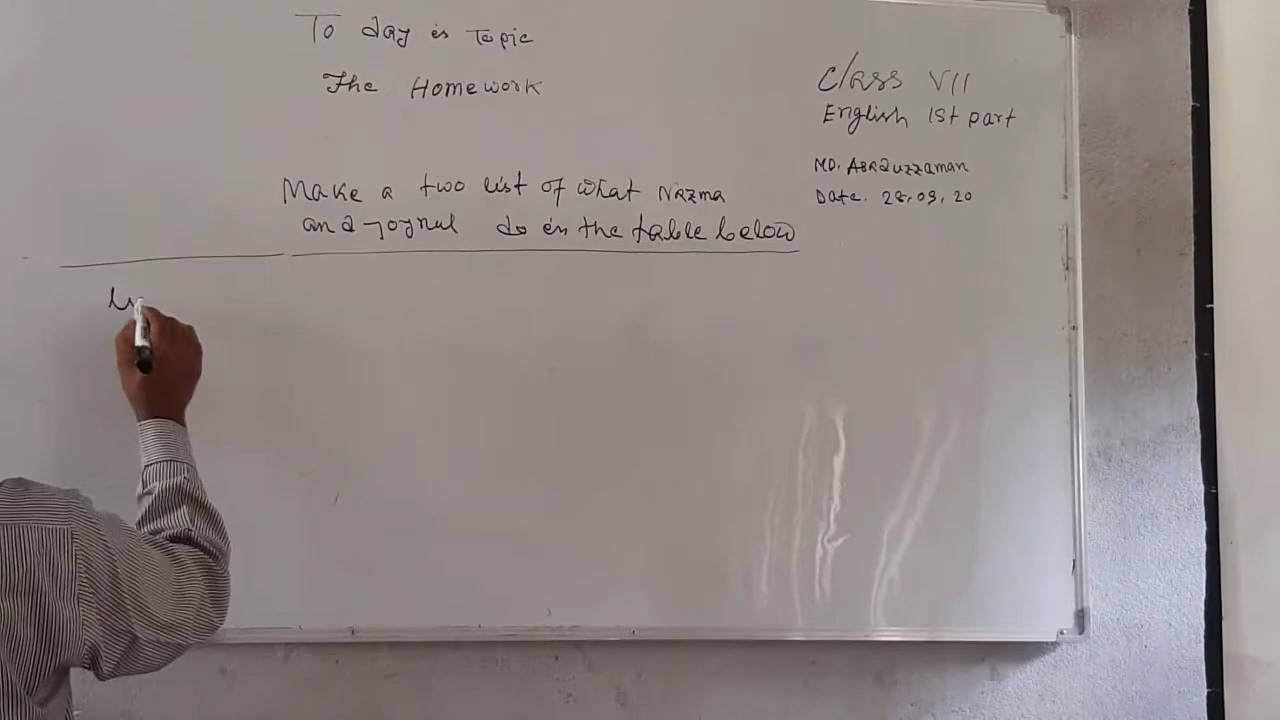 To day is Topic
The Homework
Class VII
English 1st part
MD. Asaduzzaman
Date. 28.09.20
Make a two list of what Nazma
and joynul do in the table below